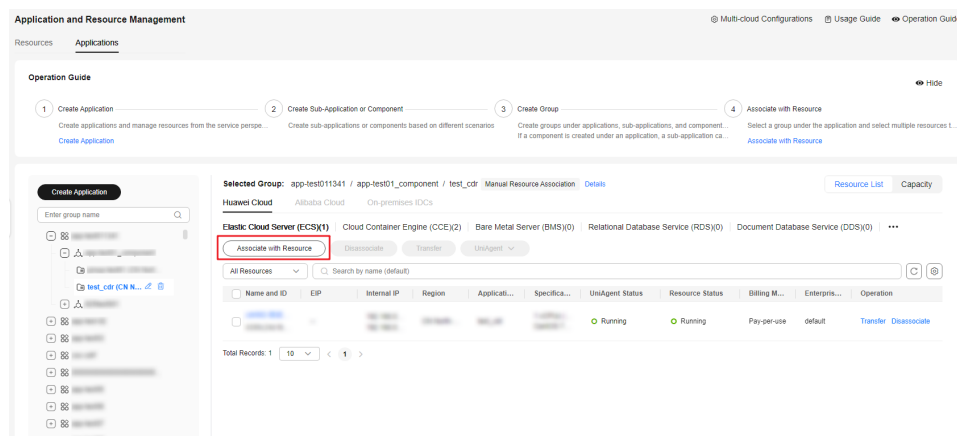 Application and Resource Management
Multi-cloud Configurations Usage Guide Operation Guid
Resources Applications
Operation Guide
Hide
1 Create Application 2 Create Sub-Application or Component 3 Create Group 4 Associate with Resource
Create applications and manage resources from the service perspe... Create sub-applications or components based on different scenarios Create groups under applications, sub-applications, and component... Select a group under the application and select multiple resources t...
If a component is created under an application, a sub-application ca...
Create Application Associate with Resource
Create Application
Enter group name
test_cdr (CN N...
Selected Group: app-test011341 / app-test01_component / test_cdr Manual Resource Association Details
Resource List Capacity
Huawei Cloud Alibaba Cloud On-premises IDCs
Elastic Cloud Server (ECS)(1) Cloud Container Engine (CCE)(2) Bare Metal Server (BMS)(0) Relational Database Service (RDS)(0) Document Database Service (DDS)(0) •••
Associate with Resource Disassociate Transfer UniAgent
All Resources Search by name (default)
Name and ID EIP Internal IP Region Applicati... Specifica... UniAgent Status Resource Status Billing M... Enterpris... Operation
-- Running Running Pay-per-use default Transfer Disassociate
Total Records: 1 10 < 1 >